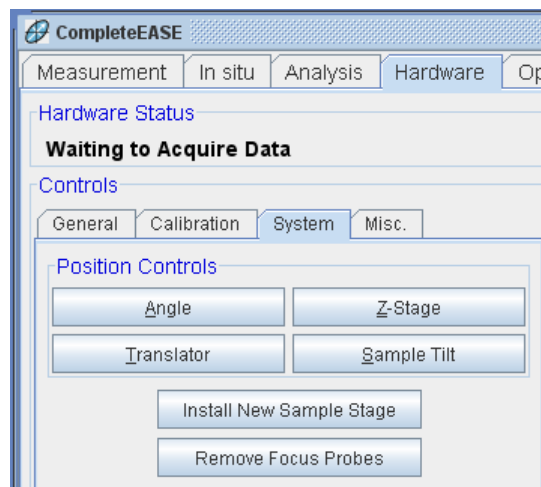 CompleteEASE
Measurement In situ Analysis Hardware Op
Hardware Status
Waiting to Acquire Data
Controls
General Calibration System Misc.
Position Controls
Angle Z-Stage
Translator Sample Tilt
Install New Sample Stage
Remove Focus Probes